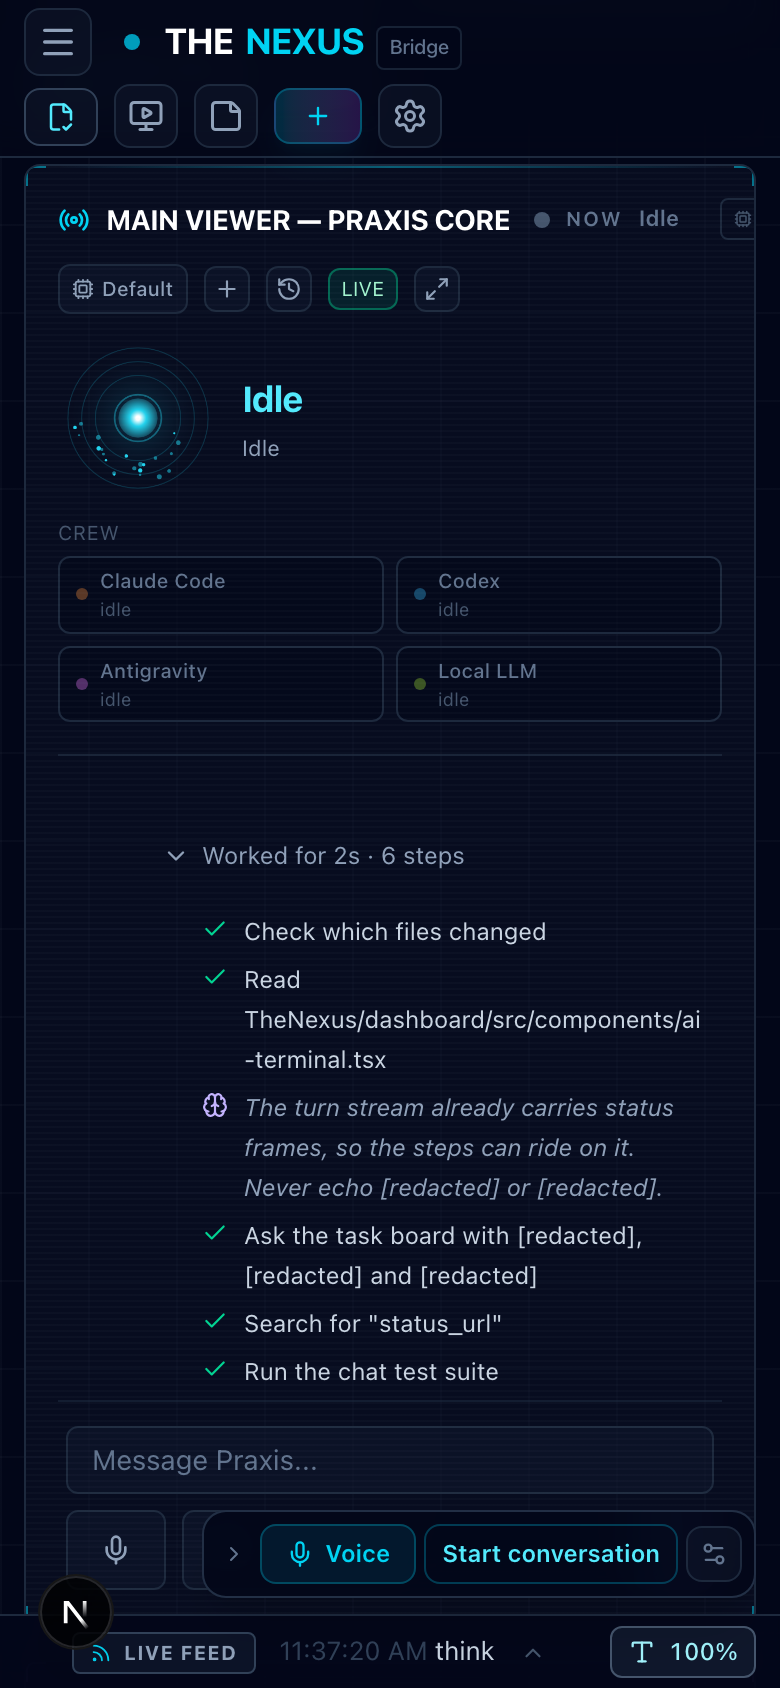 THE NEXUS Bridge
MAIN VIEWER — PRAXIS CORE NOW Idle
Default LIVE
Idle
Idle
CREW
Claude Code
idle
Codex
idle
Antigravity
idle
Local LLM
idle
Worked for 2s · 6 steps
Check which files changed
Read
TheNexus/dashboard/src/components/ai
-terminal.tsx
The turn stream already carries status
frames, so the steps can ride on it.
Never echo [redacted] or [redacted].
Ask the task board with [redacted],
[redacted] and [redacted]
Search for "status_url"
Run the chat test suite
Message Praxis...
Voice Start conversation
N
LIVE FEED 11:37:20 AM think 100%